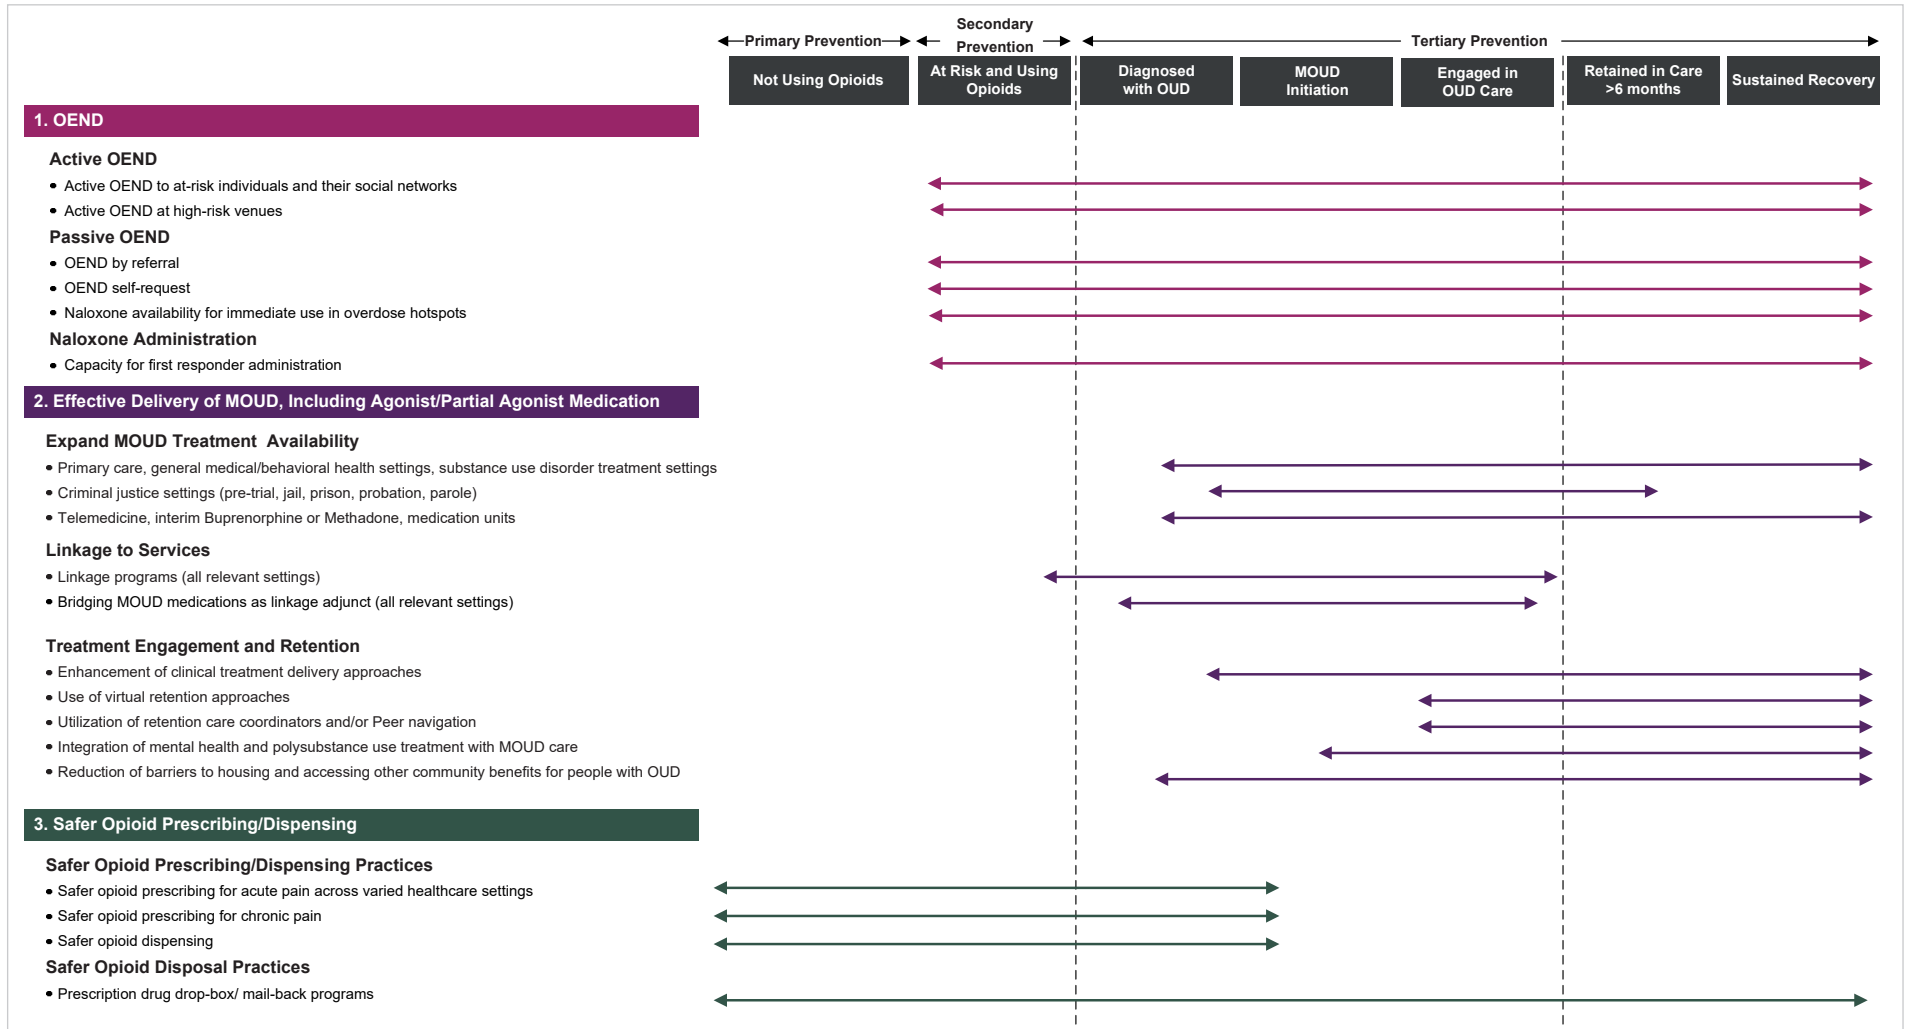 Primary Prevention
Secondary
Prevention
Tertiary Prevention
Not Using Opioids
At Risk and Using
Opioids
Diagnosed
with OUD
MOUD
Initiation
Engaged in
OUD Care
Retained in Care
>6 months
Sustained Recovery
1. OEND
Active OEND
• Active OEND to at-risk individuals and their social networks
• Active OEND at high-risk venues
Passive OEND
• OEND by referral
• OEND self-request
• Naloxone availability for immediate use in overdose hotspots
Naloxone Administration
• Capacity for first responder administration
2. Effective Delivery of MOUD, Including Agonist/Partial Agonist Medication
Expand MOUD Treatment Availability
• Primary care, general medical/behavioral health settings, substance use disorder treatment settings
• Criminal justice settings (pre-trial, jail, prison, probation, parole)
• Telemedicine, interim Buprenorphine or Methadone, medication units
Linkage to Services
• Linkage programs (all relevant settings)
• Bridging MOUD medications as linkage adjunct (all relevant settings)
Treatment Engagement and Retention
• Enhancement of clinical treatment delivery approaches
• Use of virtual retention approaches
• Utilization of retention care coordinators and/or Peer navigation
• Integration of mental health and polysubstance use treatment with MOUD care
• Reduction of barriers to housing and accessing other community benefits for people with OUD
3. Safer Opioid Prescribing/Dispensing
Safer Opioid Prescribing/Dispensing Practices
• Safer opioid prescribing for acute pain across varied healthcare settings
• Safer opioid prescribing for chronic pain
• Safer opioid dispensing
Safer Opioid Disposal Practices
• Prescription drug drop-box/ mail-back programs